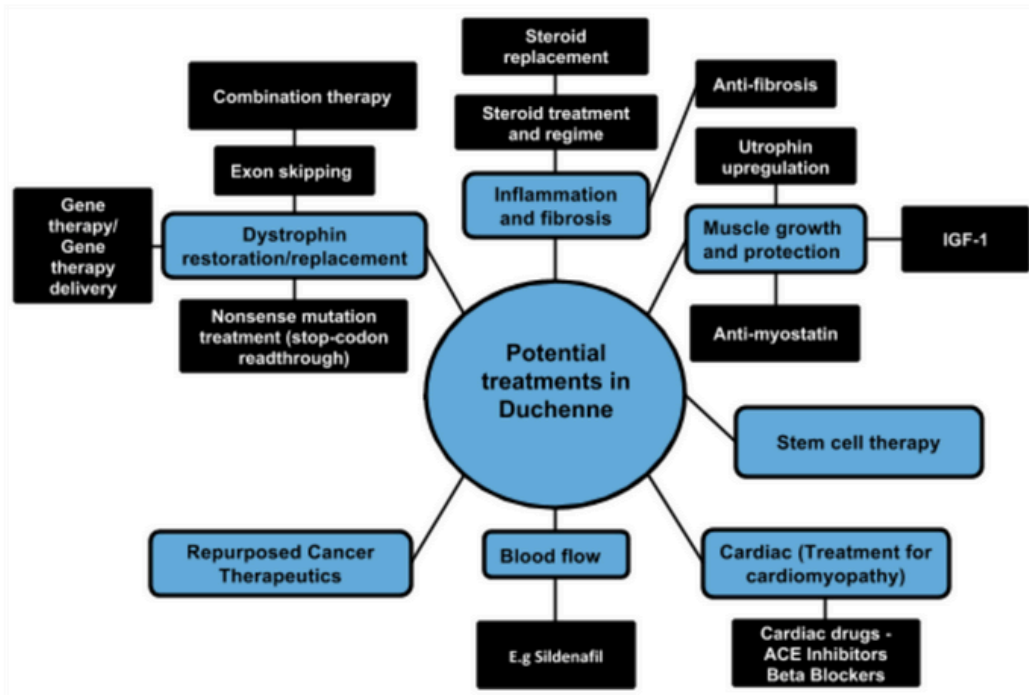 Steroid
replacement
Combination therapy
Anti-fibrosis
Steroid treatment
and regime
Utrophin
upregulation
Exon skipping
Inflammation
and fibrosis
Gene
therapy/
Gene
therapy
delivery
Dystrophin
restoration/replacement
Muscle growth
and protection
IGF-1
Nonsense mutation
treatment (stop-codon
readthrough)
Anti-myostatin
Potential
treatments in
Duchenne
Stem cell therapy
Repurposed Cancer
Therapeutics
Blood flow
Cardiac (Treatment for
cardiomyopathy)
E.g Sildenafil
Cardiac drugs -
ACE Inhibitors
Beta Blockers